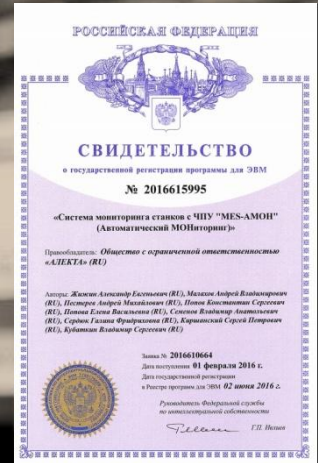 РОССИЙСКАЯ ФЕДЕРАЦИЯ
СВИДЕТЕЛЬСТВО
о государственной регистрации программы для ЭВМ
№ 2016615995
«Система мониторинга станков с ЧПУ "MES-АМОН"
(Автоматический МОНиторинг)»
Правообладатель: Общество с ограниченной ответственностью
«АЛЕКТА» (RU)
Авторы: Жижин Александр Евгеньевич (RU), Малахов Андрей Владимирович
(RU), Нестеров Андрей Михайлович (RU), Попов Константин Сергеевич
(RU), Попова Елена Васильевна (RU), Семенов Владимир Анатольевич
(RU), Сердюк Галина Фридриховна (RU), Киршанский Сергей Петрович
(RU), Кубаткин Владимир Сергеевич (RU)
Заявка № 2016610664
Дата поступления 01 февраля 2016 г.
Дата государственной регистрации
в Реестре программ для ЭВМ 02 июня 2016 г.
Руководитель Федеральной службы
по интеллектуальной собственности
Г.П. Ивлиев